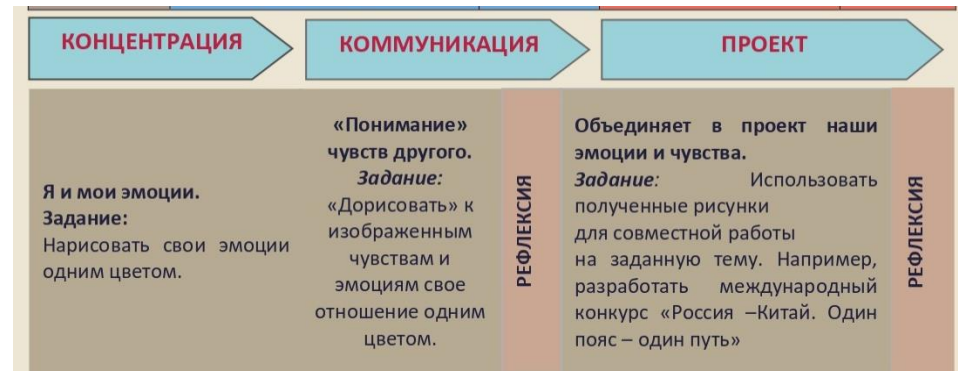 КОНЦЕНТРАЦИЯ
КОММУНИКАЦИЯ
ПРОЕКТ
Я и мои эмоции.
Задание:
Нарисовать свои эмоции
одним цветом.
«Понимание»
чувств другого.
Задание:
«Дорисовать» к
изображенным
чувствам и
эмоциям свое
отношение одним
цветом.
РЕФЛЕКСИЯ
Объединяет в проект наши
эмоции и чувства.
Задание: Использовать
полученные рисунки
для совместной работы
на заданную тему. Например,
разработать международный
конкурс «Россия –Китай. Один
пояс – один путь»
РЕФЛЕКСИЯ